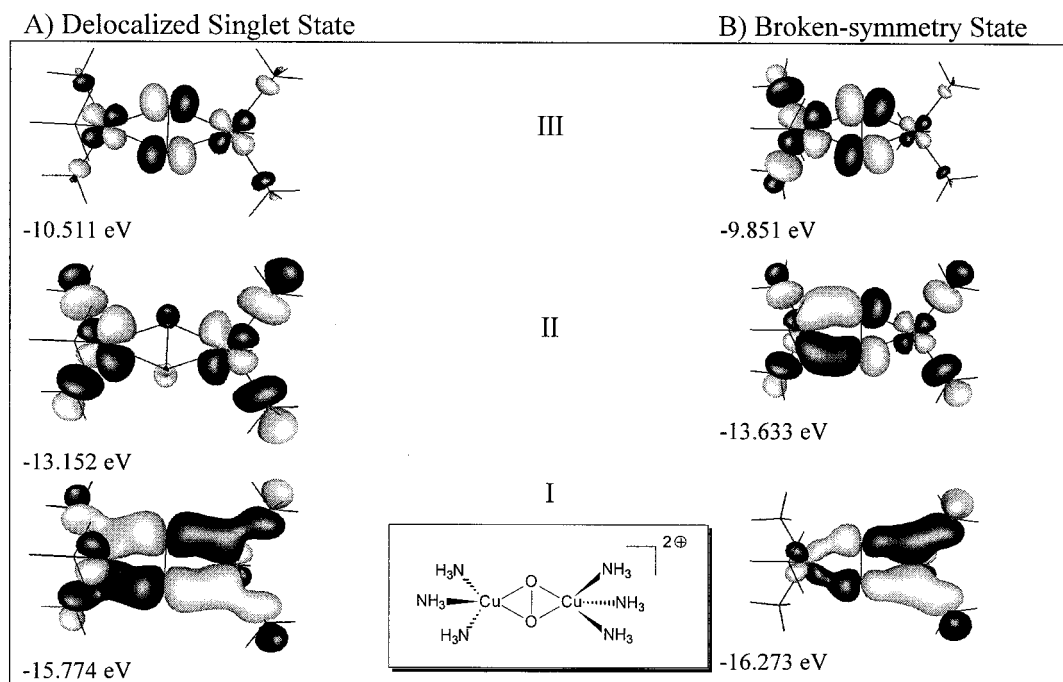 A) Delocalized Singlet State
B) Broken-symmetry State
III
-10.511 eV
-9.851 eV
II
-13.152 eV
-13.633 eV
I
2⊕
H₃N
O
NH₃
NH₃
Cu
Cu
NH₃
H₃N
O
NH₃
-15.774 eV
-16.273 eV